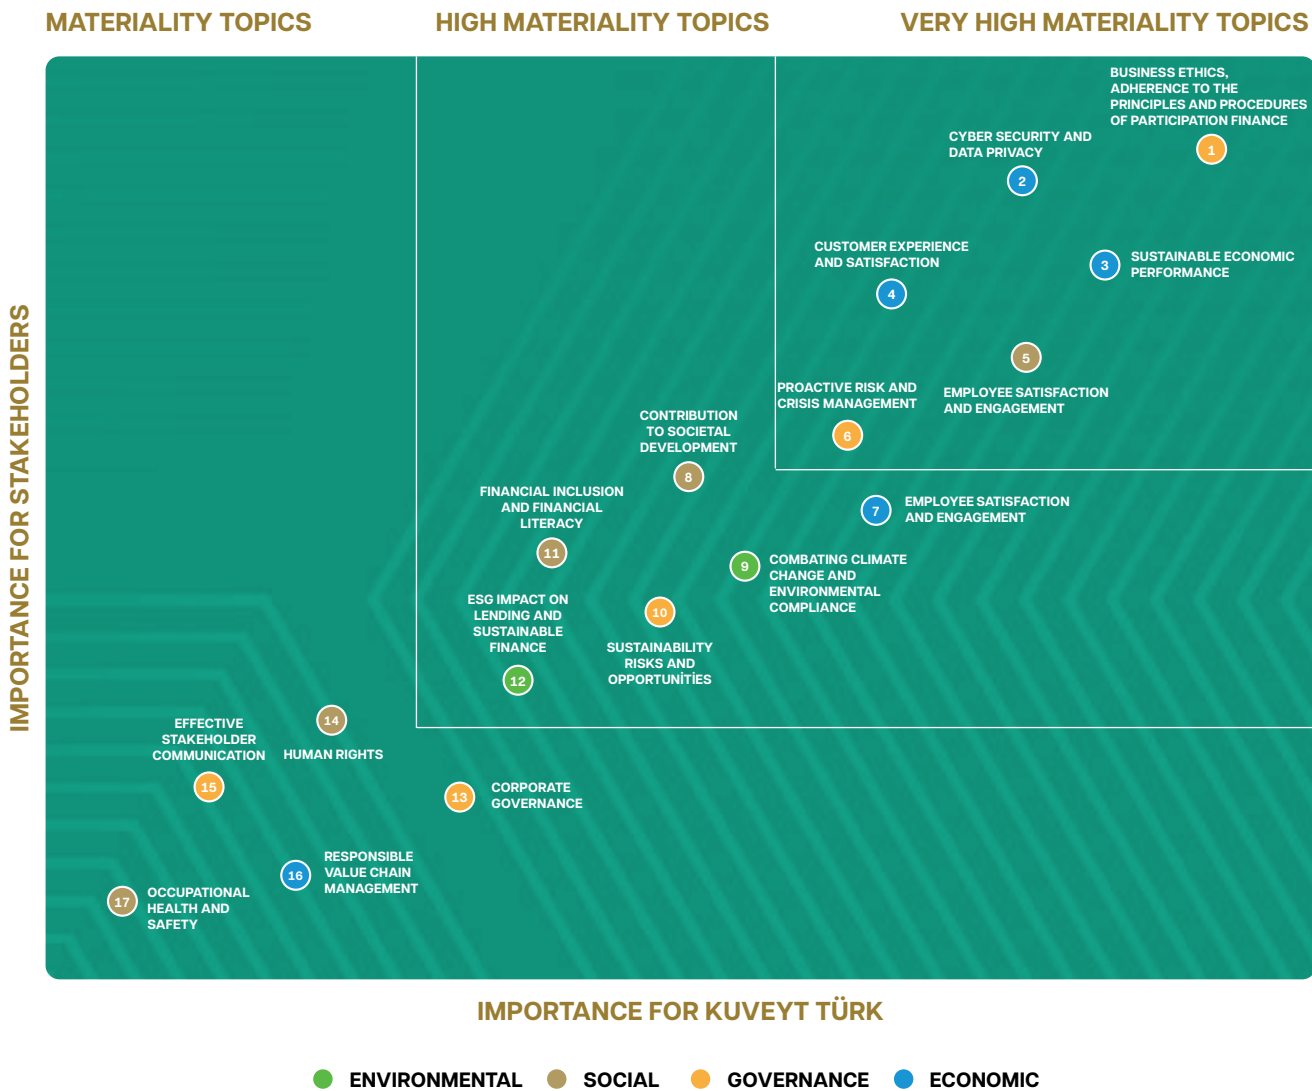 MATERIALITY TOPICS
HIGH MATERIALITY TOPICS
VERY HIGH MATERIALITY TOPICS
IMPORTANCE FOR STAKEHOLDERS
BUSINESS ETHICS,
ADHERENCE TO THE
PRINCIPLES AND PROCEDURES
OF PARTICIPATION FINANCE
1
CYBER SECURITY AND
DATA PRIVACY
2
SUSTAINABLE ECONOMIC
PERFORMANCE
3
CUSTOMER EXPERIENCE
AND SATISFACTION
4
5
EMPLOYEE SATISFACTION
AND ENGAGEMENT
PROACTIVE RISK AND
CRISIS MANAGEMENT
6
7
EMPLOYEE SATISFACTION
AND ENGAGEMENT
CONTRIBUTION
TO SOCIETAL
DEVELOPMENT
8
9
COMBATING CLIMATE
CHANGE AND
ENVIRONMENTAL
COMPLIANCE
10
SUSTAINABILITY
RISKS AND
OPPORTUNİTİES
FINANCIAL INCLUSION
AND FINANCIAL
LITERACY
11
ESG IMPACT ON
LENDING AND
SUSTAINABLE
FINANCE
12
13
CORPORATE
GOVERNANCE
14
HUMAN RIGHTS
EFFECTIVE
STAKEHOLDER
COMMUNICATION
15
16
RESPONSIBLE
VALUE CHAIN
MANAGEMENT
17
OCCUPATIONAL
HEALTH AND
SAFETY
IMPORTANCE FOR KUVEYT TÜRK
ENVIRONMENTAL
SOCIAL
GOVERNANCE
ECONOMIC